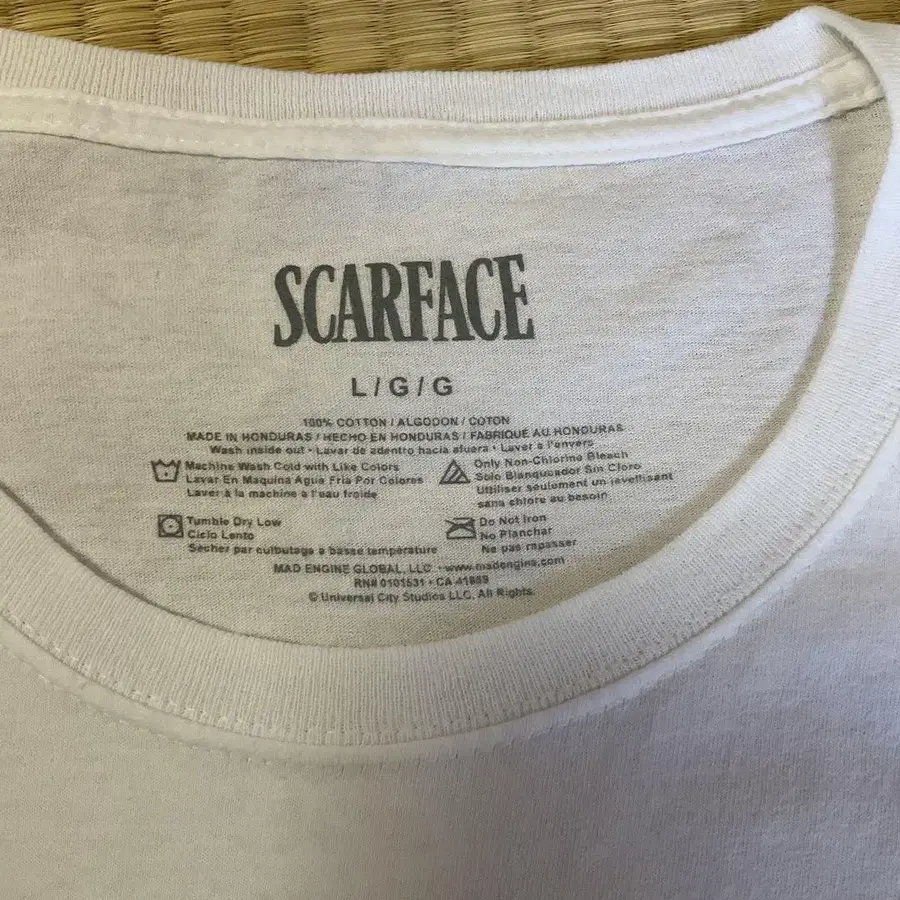 SCARFACE
L / G / G
100% COTTON / ALGODON / COTON
MADE IN HONDURAS / HECHO EN HONDURAS / FABRIQUE AU HONDURAS
Wash inside out • Lavar de adentro hacia afuera • Laver a l'envers
Machine Wash Cold with Like Colors
Lavar En Maquina Agua Fria Por Colores
Laver à la machine a l'eau froide
Only Non-Chlorine Bleach
Solo Blanqueador Sin Cloro
Utiliser seulement un javellisant
sans chlore au besoin
Tumble Dry Low
Ciclo Lento
Sécher par culbutage a basse température
Do Not Iron
No Planchar
Ne pas repasser
MAD ENGINE GLOBAL, LLC • www.madengine.com
RN# 0101531 • CA 41889
© Universal City Studios LLC. All Rights.